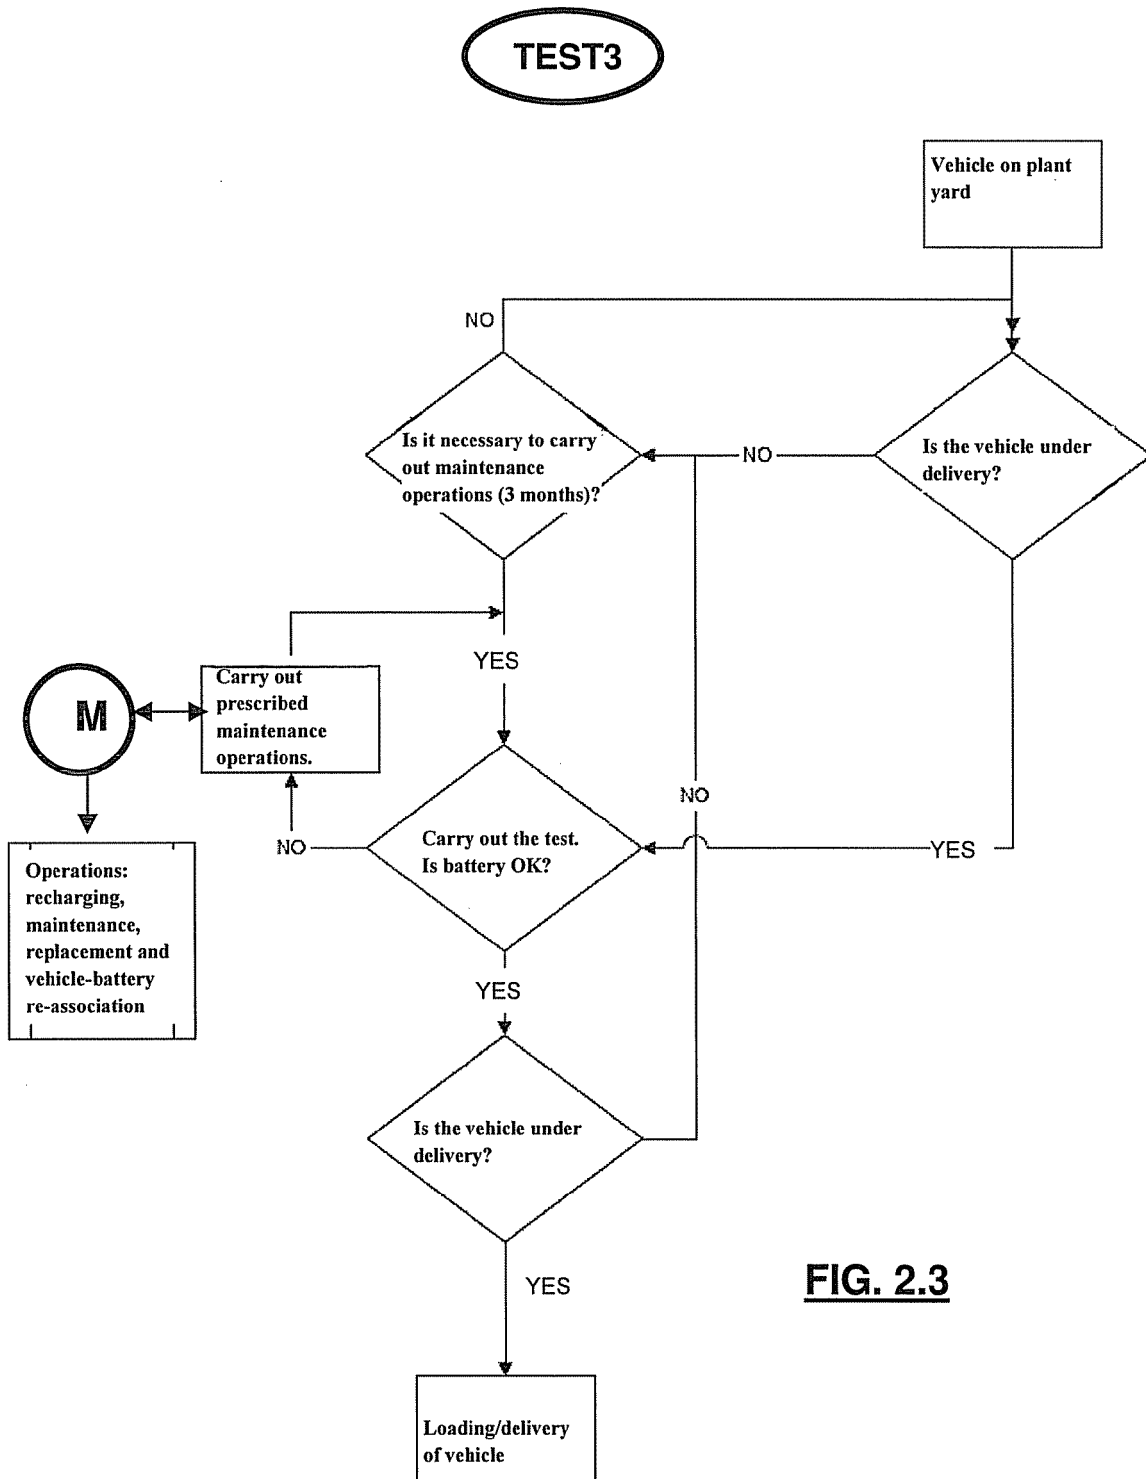 TEST3
Vehicle on plant
yard
NO
Is it necessary to carry
out maintenance
operations (3 months)?
NO
Is the vehicle under
delivery?
YES
M
Carry out
prescribed
maintenance
operations.
NO
NO
Carry out the test.
Is battery OK?
YES
Operations:
recharging,
maintenance,
replacement and
vehicle-battery
re-association
YES
Is the vehicle under
delivery?
YES
FIG. 2.3
Loading/delivery
of vehicle